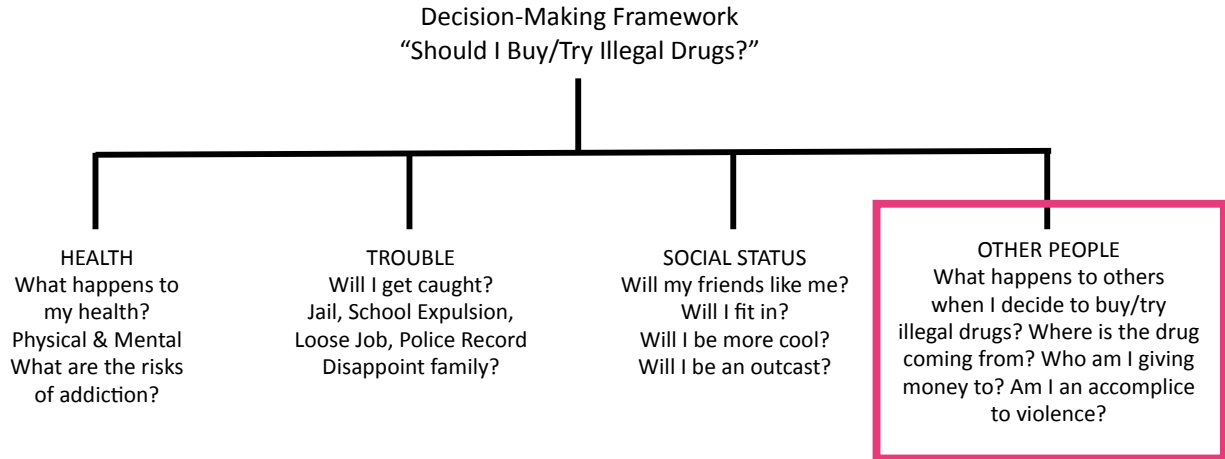 Decision-Making Framework
“Should I Buy/Try Illegal Drugs?”
HEALTH
What happens to
my health?
Physical & Mental
What are the risks
of addiction?
TROUBLE
Will I get caught?
Jail, School Expulsion,
Loose Job, Police Record
Disappoint family?
SOCIAL STATUS
Will my friends like me?
Will I fit in?
Will I be more cool?
Will I be an outcast?
OTHER PEOPLE
What happens to others
when I decide to buy/try
illegal drugs? Where is the drug
coming from? Who am I giving
money to? Am I an accomplice
to violence?